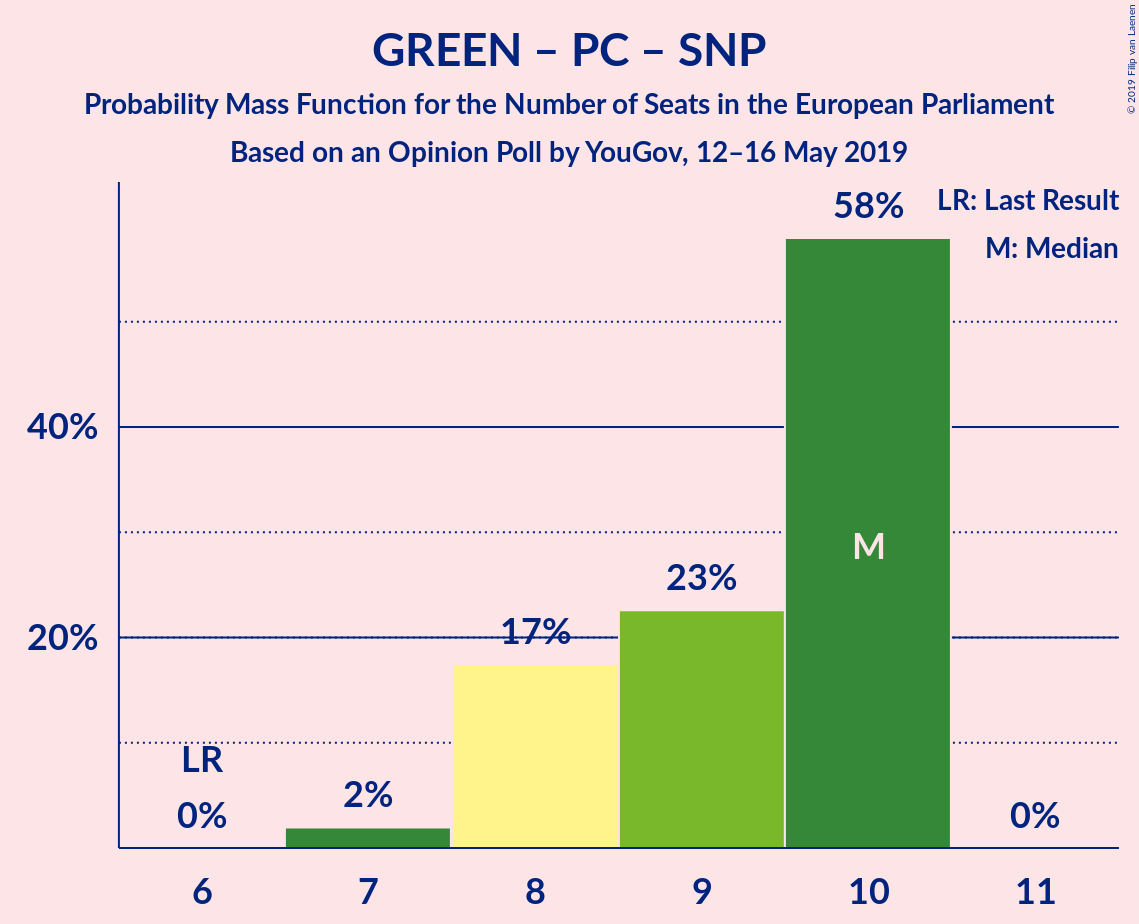 GREEN – PC – SNP
Probability Mass Function for the Number of Seats in the European Parliament
Based on an Opinion Poll by YouGov, 12–16 May 2019
© 2019 Filip van Laenen
LR: Last Result
M: Median
58%
40%
M
23%
20%
17%
LR
2%
0%
0%
6 7 8 9 10 11